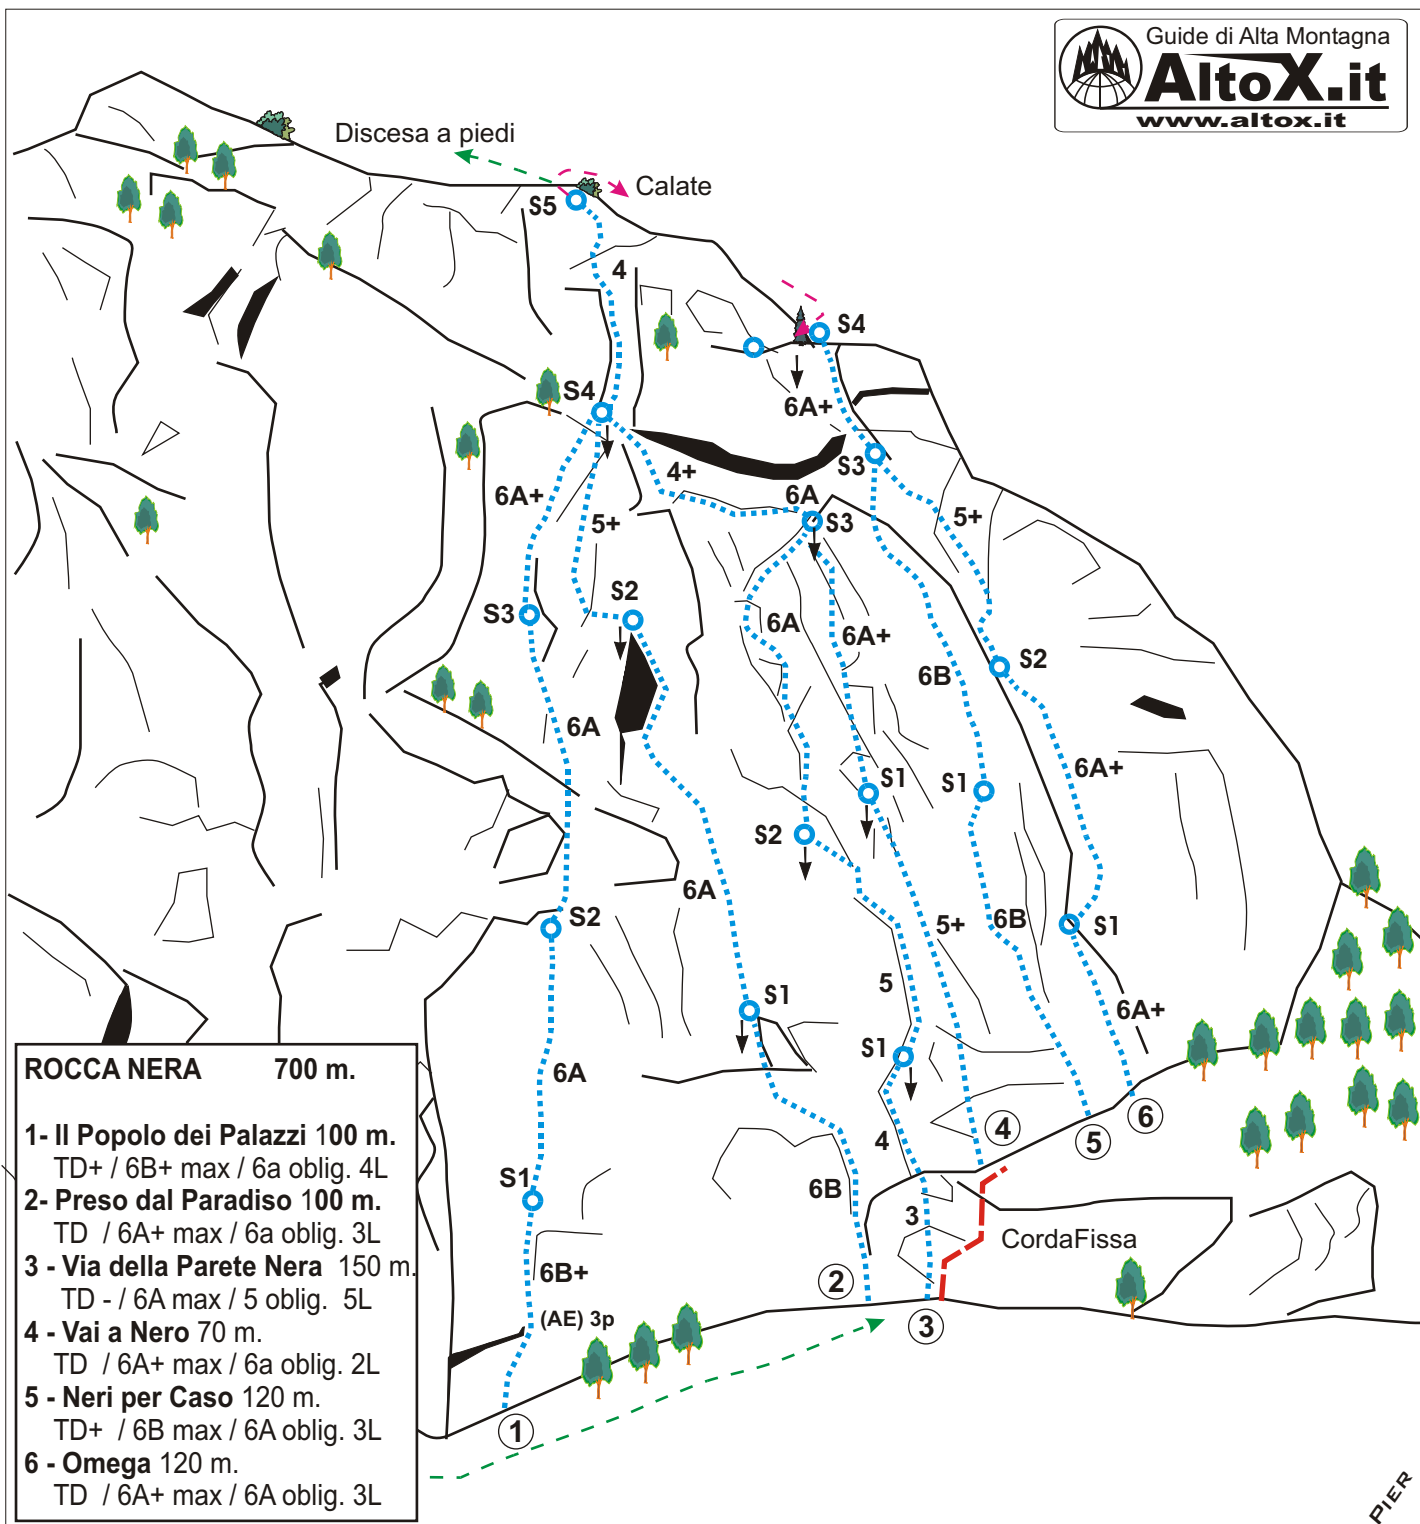 Guide di Alta Montagna
AltoX.it
www.altox.it
Discesa a piedi
Calate
S5
4
S4
S4
6A+
S3
4+
6A
S3
6A+
5+
5+
S3
S2
6A
6A+
6B
S2
6A
6A+
S1
S1
S2
6A
S2
5+
6B
S1
5
S1
6A+
S1
6A
4
4
5
6
S1
6B
3
CordaFissa
6B+
2
(AE) 3p
3
1
ROCCA NERA 700 m.
1- Il Popolo dei Palazzi 100 m.
TD+ / 6B+ max / 6a oblig. 4L
2- Preso dal Paradiso 100 m.
TD / 6A+ max / 6a oblig. 3L
3 - Via della Parete Nera 150 m.
TD - / 6A max / 5 oblig. 5L
4 - Vai a Nero 70 m.
TD / 6A+ max / 6a oblig. 2L
5 - Neri per Caso 120 m.
TD+ / 6B max / 6A oblig. 3L
6 - Omega 120 m.
TD / 6A+ max / 6A oblig. 3L
PIER